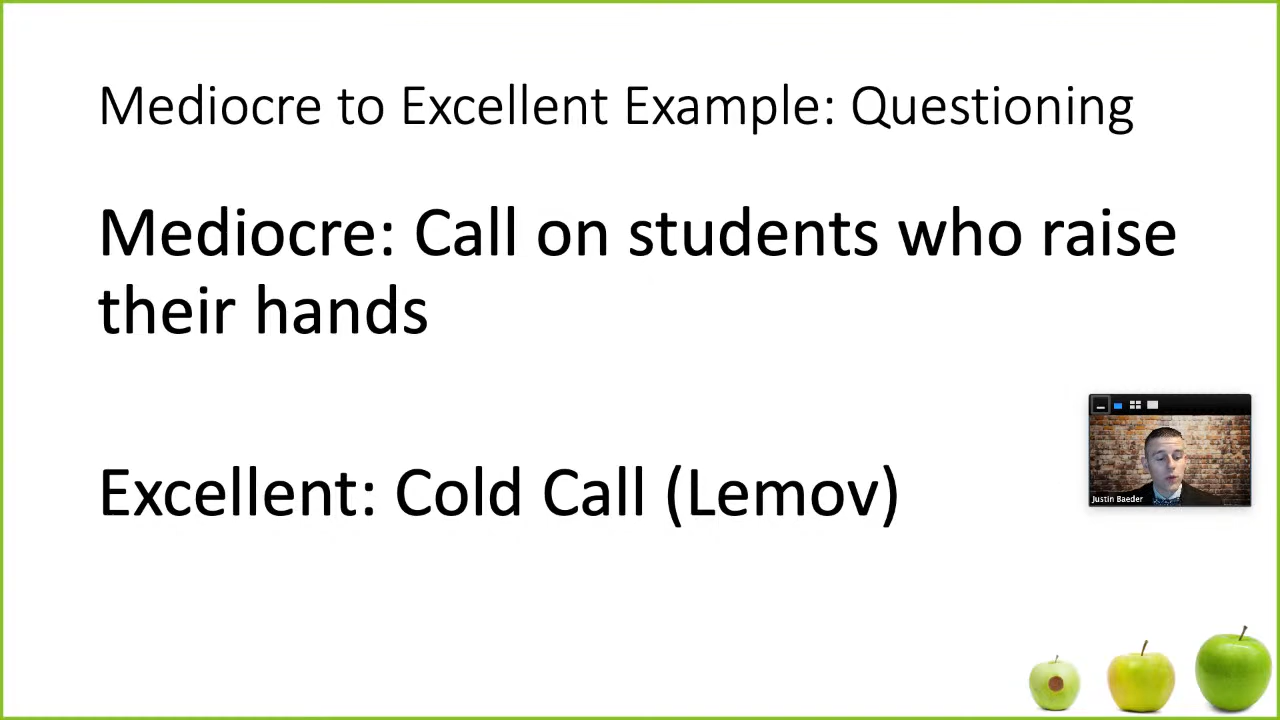 Mediocre to Excellent Example: Questioning
Mediocre: Call on students who raise
their hands
Excellent: Cold Call (Lemov)
Justin Baeder